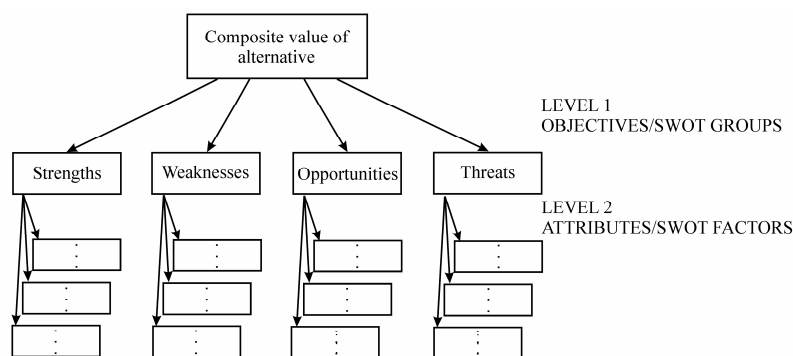 Composite value of
alternative
LEVEL 1
OBJECTIVES/SWOT GROUPS
Strengths
Weaknesses
Opportunities
Threats
LEVEL 2
ATTRIBUTES/SWOT FACTORS